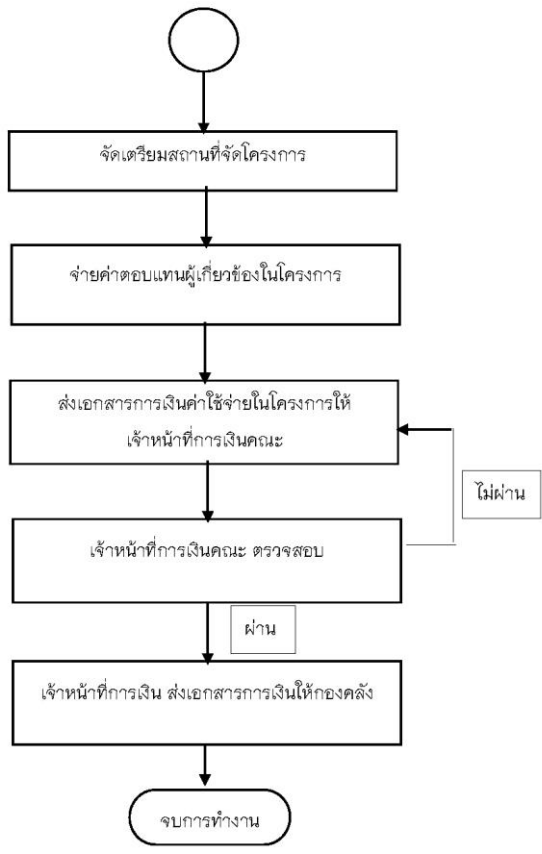 จัดเตรียมสถานที่จัดโครงการ
จ่ายค่าตอบแทนผู้เกี่ยวข้องในโครงการ
ส่งเอกสารการเงินค่าใช้จ่ายในโครงการให้
เจ้าหน้าที่การเงินคณะ
ไม่ผ่าน
เจ้าหน้าที่การเงินคณะ ตรวจสอบ
ผ่าน
เจ้าหน้าที่การเงิน ส่งเอกสารการเงินให้กองคลัง
จบการทำงาน